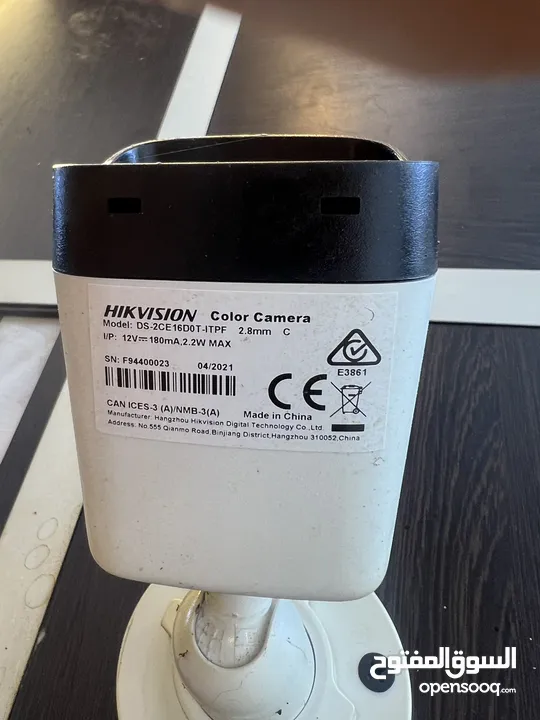 HIKVISION Color Camera
Model: DS-2CE16D0T-ITPF 2.8mm C
I/P: 12V⎓180mA,2.2W MAX
SN: F94400023 04/2021
E3861
CE
CAN ICES-3 (A)/NMB-3(A)
Made in China
Manufacturer: Hangzhou Hikvision Digital Technology Co.,Ltd.
Address: No.555 Qianmo Road,Binjiang District,Hangzhou 310052,China
السوق المفتوح
opensooq.com